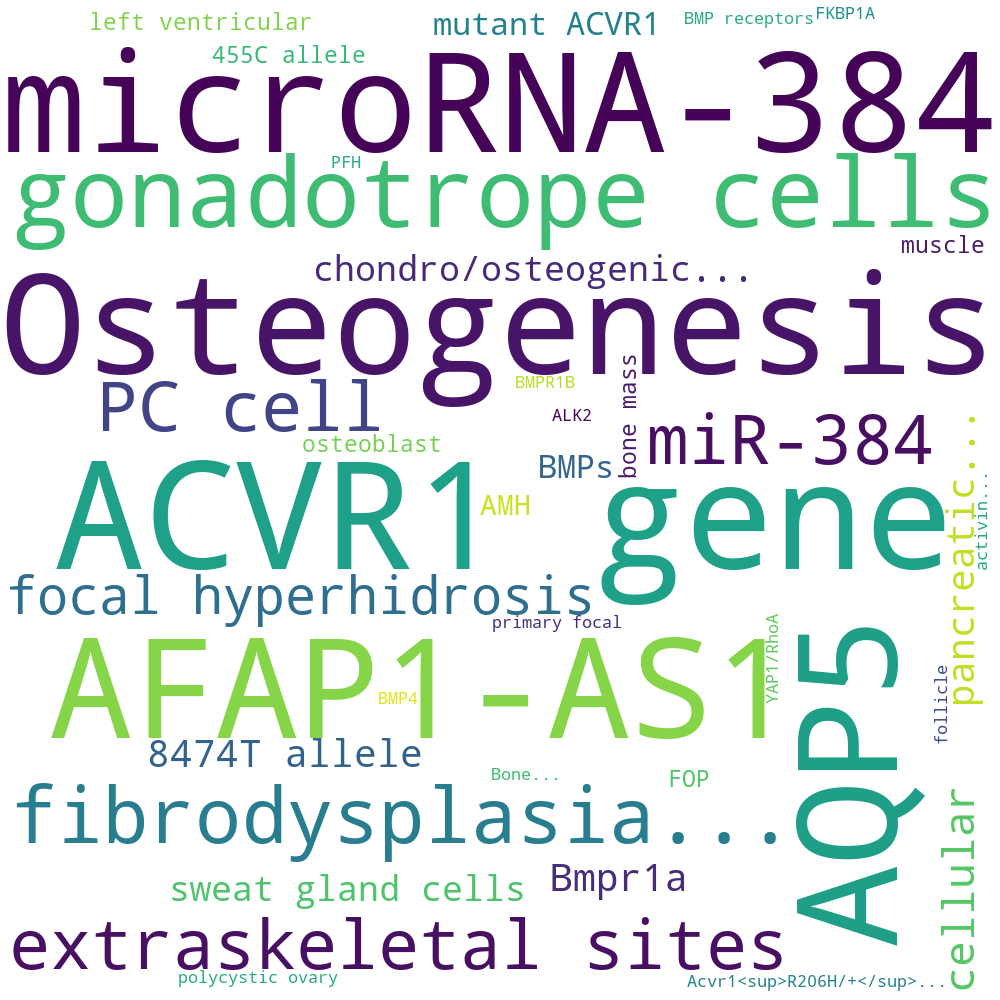 left ventricular
mutant ACVR1
BMP receptors
FKBP1A
455C allele
microRNA-384
PFH
gonadotrope cells
muscle
chondro/osteogenic...
Osteogenesis
bone mass
PC cell
BMPR1B
ALK2
miR-384
osteoblast
BMPs
pancreatic...
activin...
ACVR1 gene
AMH
focal hyperhidrosis
primary focal
YAP1/RhoA
AFAP1-AS1
AQP5
follicle
BMP4
8474T allele
Bone...
FOP
fibrodysplasia...
cellular
sweat gland cells
Bmpr1a
extraskeletal sites
polycystic ovary
Acvr1<sup>R206H/+</sup>...